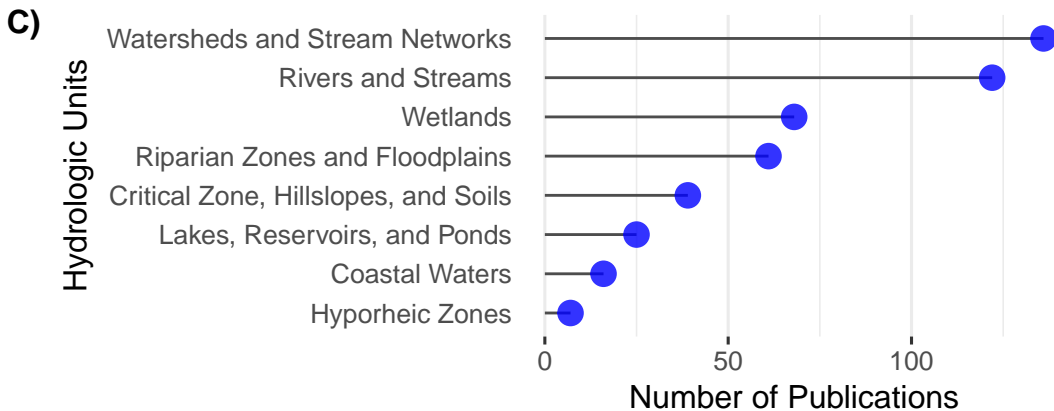 C)
Hydrologic Units
Watersheds and Stream Networks
Rivers and Streams
Wetlands
Riparian Zones and Floodplains
Critical Zone, Hillslopes, and Soils
Lakes, Reservoirs, and Ponds
Coastal Waters
Hyporheic Zones
0 50 100
Number of Publications